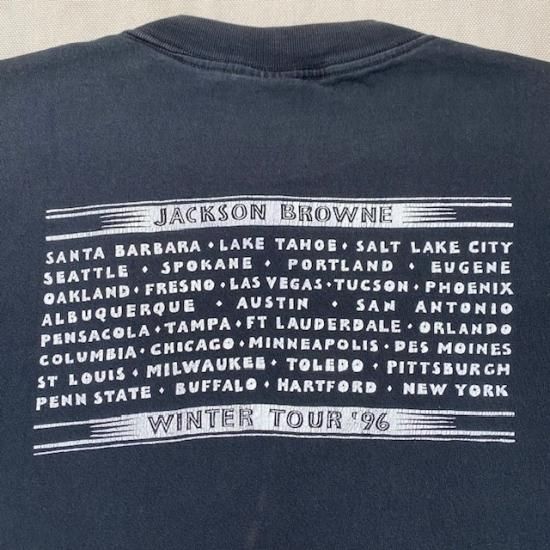 JACKSON BROWNE
SANTA BARBARA • LAKE TAHOE • SALT LAKE CITY
SEATTLE • SPOKANE • PORTLAND • EUGENE
OAKLAND • FRESNO • LAS VEGAS • TUCSON • PHOENIX
ALBUQUERQUE • AUSTIN • SAN ANTONIO
PENSACOLA • TAMPA • FT LAUDERDALE • ORLANDO
COLUMBIA • CHICAGO • MINNEAPOLIS • DES MOINES
ST LOUIS • MILWAUKEE • TOLEDO • PITTSBURGH
PENN STATE • BUFFALO • HARTFORD • NEW YORK
WINTER TOUR '96